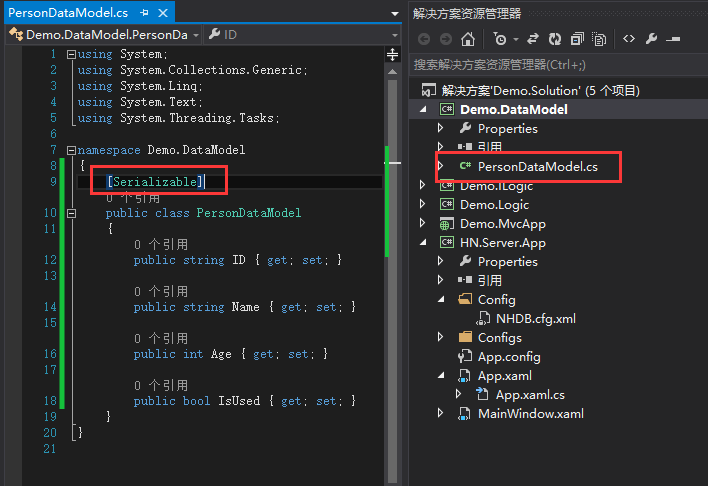 PersonDataModel.cs
Demo.DataModel.PersonDa
ID
1 using System;
2 using System.Collections.Generic;
3 using System.Linq;
4 using System.Text;
5 using System.Threading.Tasks;
6
7 namespace Demo.DataModel
8 {
9 [Serializable]
0 个引用
10 public class PersonDataModel
11 {
0 个引用
12 public string ID { get; set; }
13
0 个引用
14 public string Name { get; set; }
15
0 个引用
16 public int Age { get; set; }
17
0 个引用
18 public bool IsUsed { get; set; }
19 }
20 }
21
解决方案资源管理器
搜索解决方案资源管理器(Ctrl+;)
解决方案'Demo.Solution' (5 个项目)
Demo.DataModel
Properties
引用
PersonDataModel.cs
Demo.ILogic
Demo.Logic
Demo.MvcApp
HN.Server.App
Properties
引用
Config
NHDB.cfg.xml
Configs
App.config
App.xaml
App.xaml.cs
MainWindow.xaml